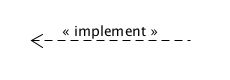 « implement »